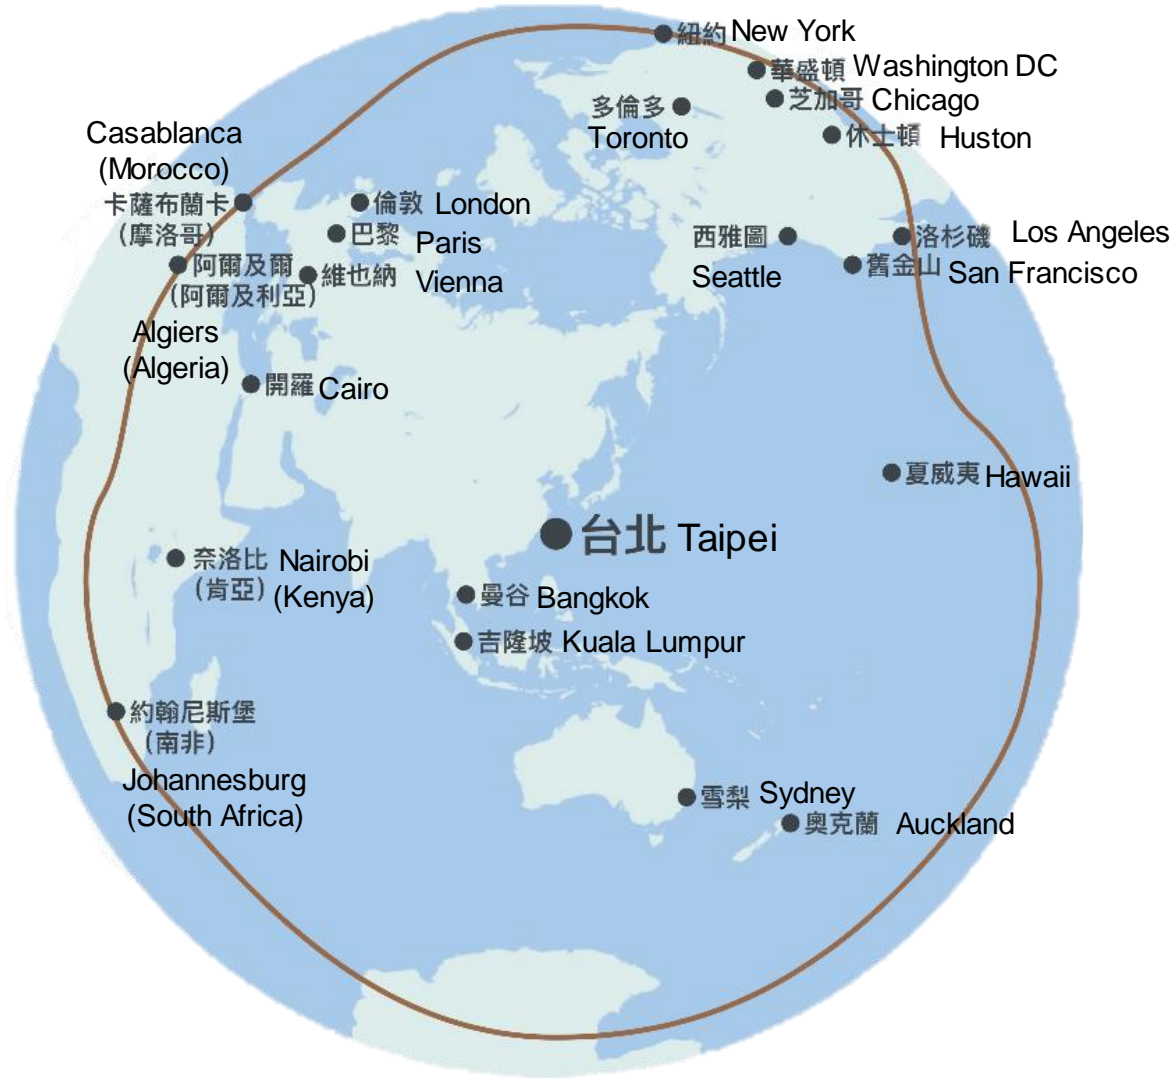 紐約 New York
華盛頓 Washington DC
芝加哥 Chicago
多倫多
Toronto
休士頓 Huston
Casablanca
(Morocco)
卡薩布蘭卡
(摩洛哥)
倫敦 London
巴黎 Paris
維也納 Vienna
阿爾及爾
(阿爾及利亞)
Algiers
(Algeria)
西雅圖
Seattle
洛杉磯 Los Angeles
舊金山 San Francisco
開羅 Cairo
夏威夷 Hawaii
台北 Taipei
奈洛比 Nairobi
(肯亞) (Kenya)
曼谷 Bangkok
吉隆坡 Kuala Lumpur
約翰尼斯堡
(南非)
Johannesburg
(South Africa)
雪梨 Sydney
奧克蘭 Auckland